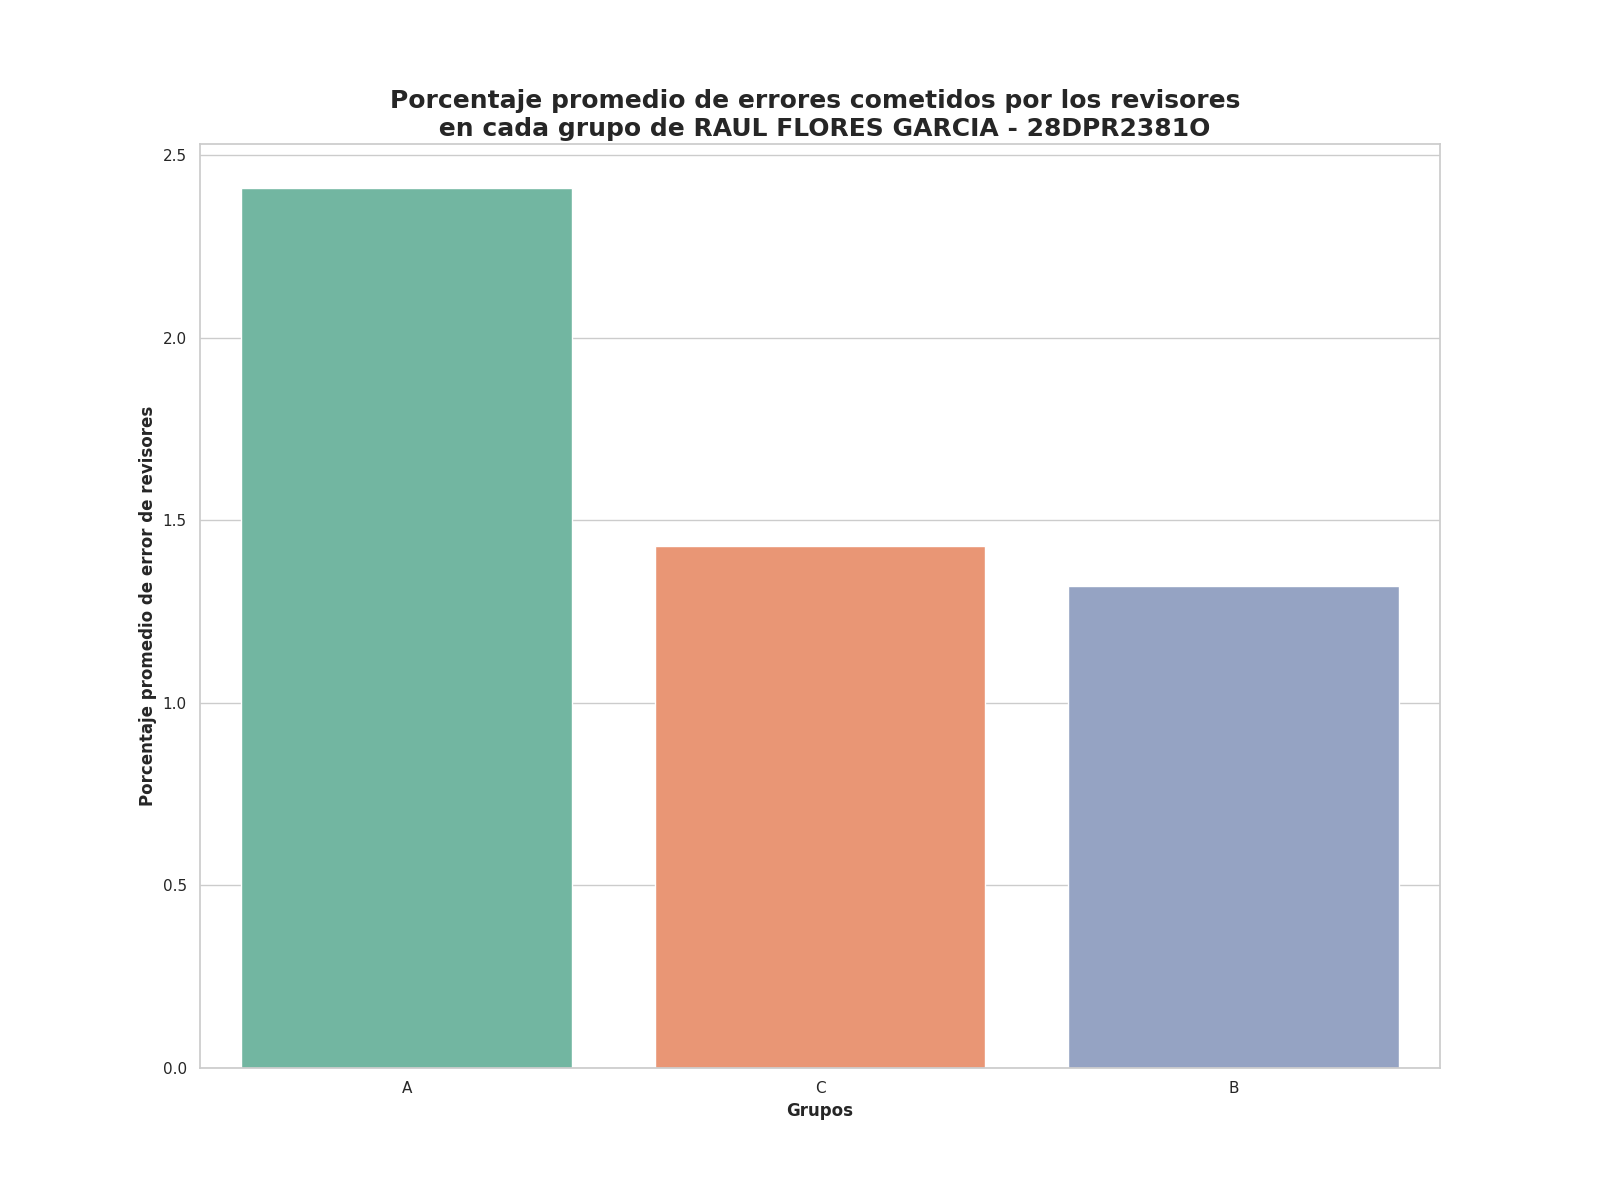 Porcentaje promedio de errores cometidos por los revisores
en cada grupo de RAUL FLORES GARCIA - 28DPR2381O
Porcentaje promedio de error de revisores
2.5
2.0
1.5
1.0
0.5
0.0
A
C
B
Grupos